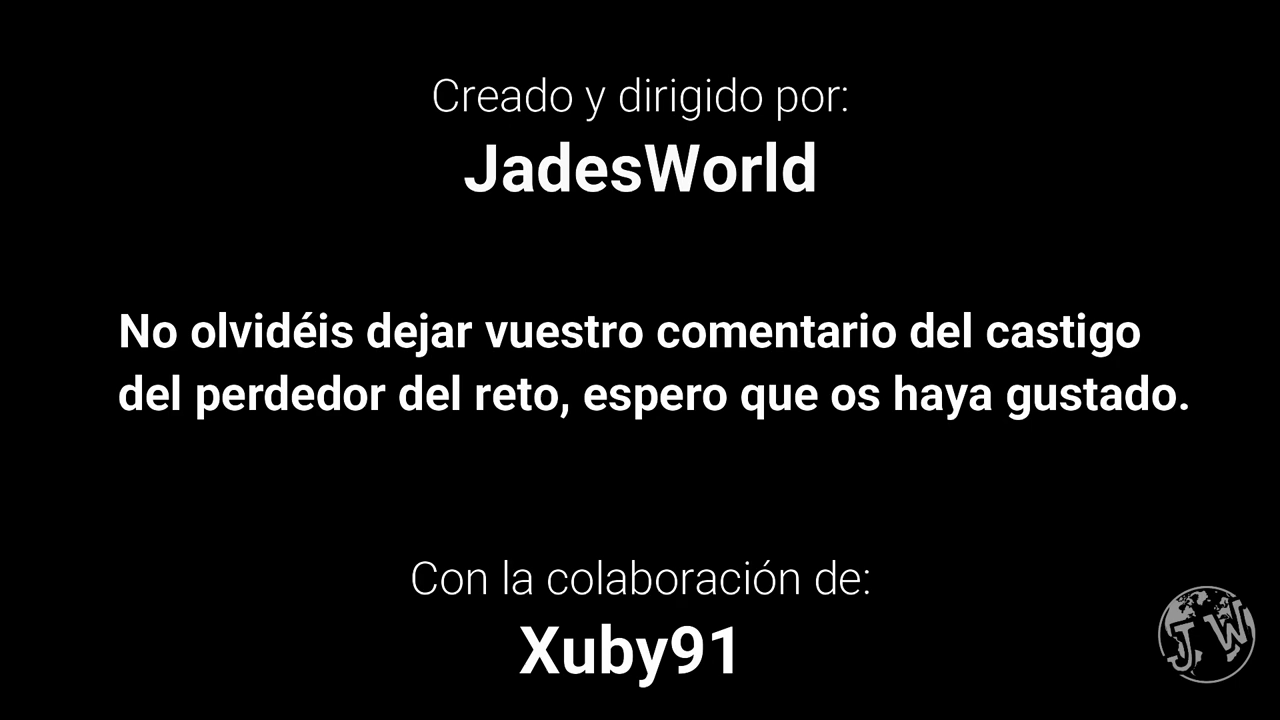 Creado y dirigido por:
JadesWorld
No olvidéis dejar vuestro comentario del castigo
del perdedor del reto, espero que os haya gustado.
Con la colaboración de:
Xuby91
J W